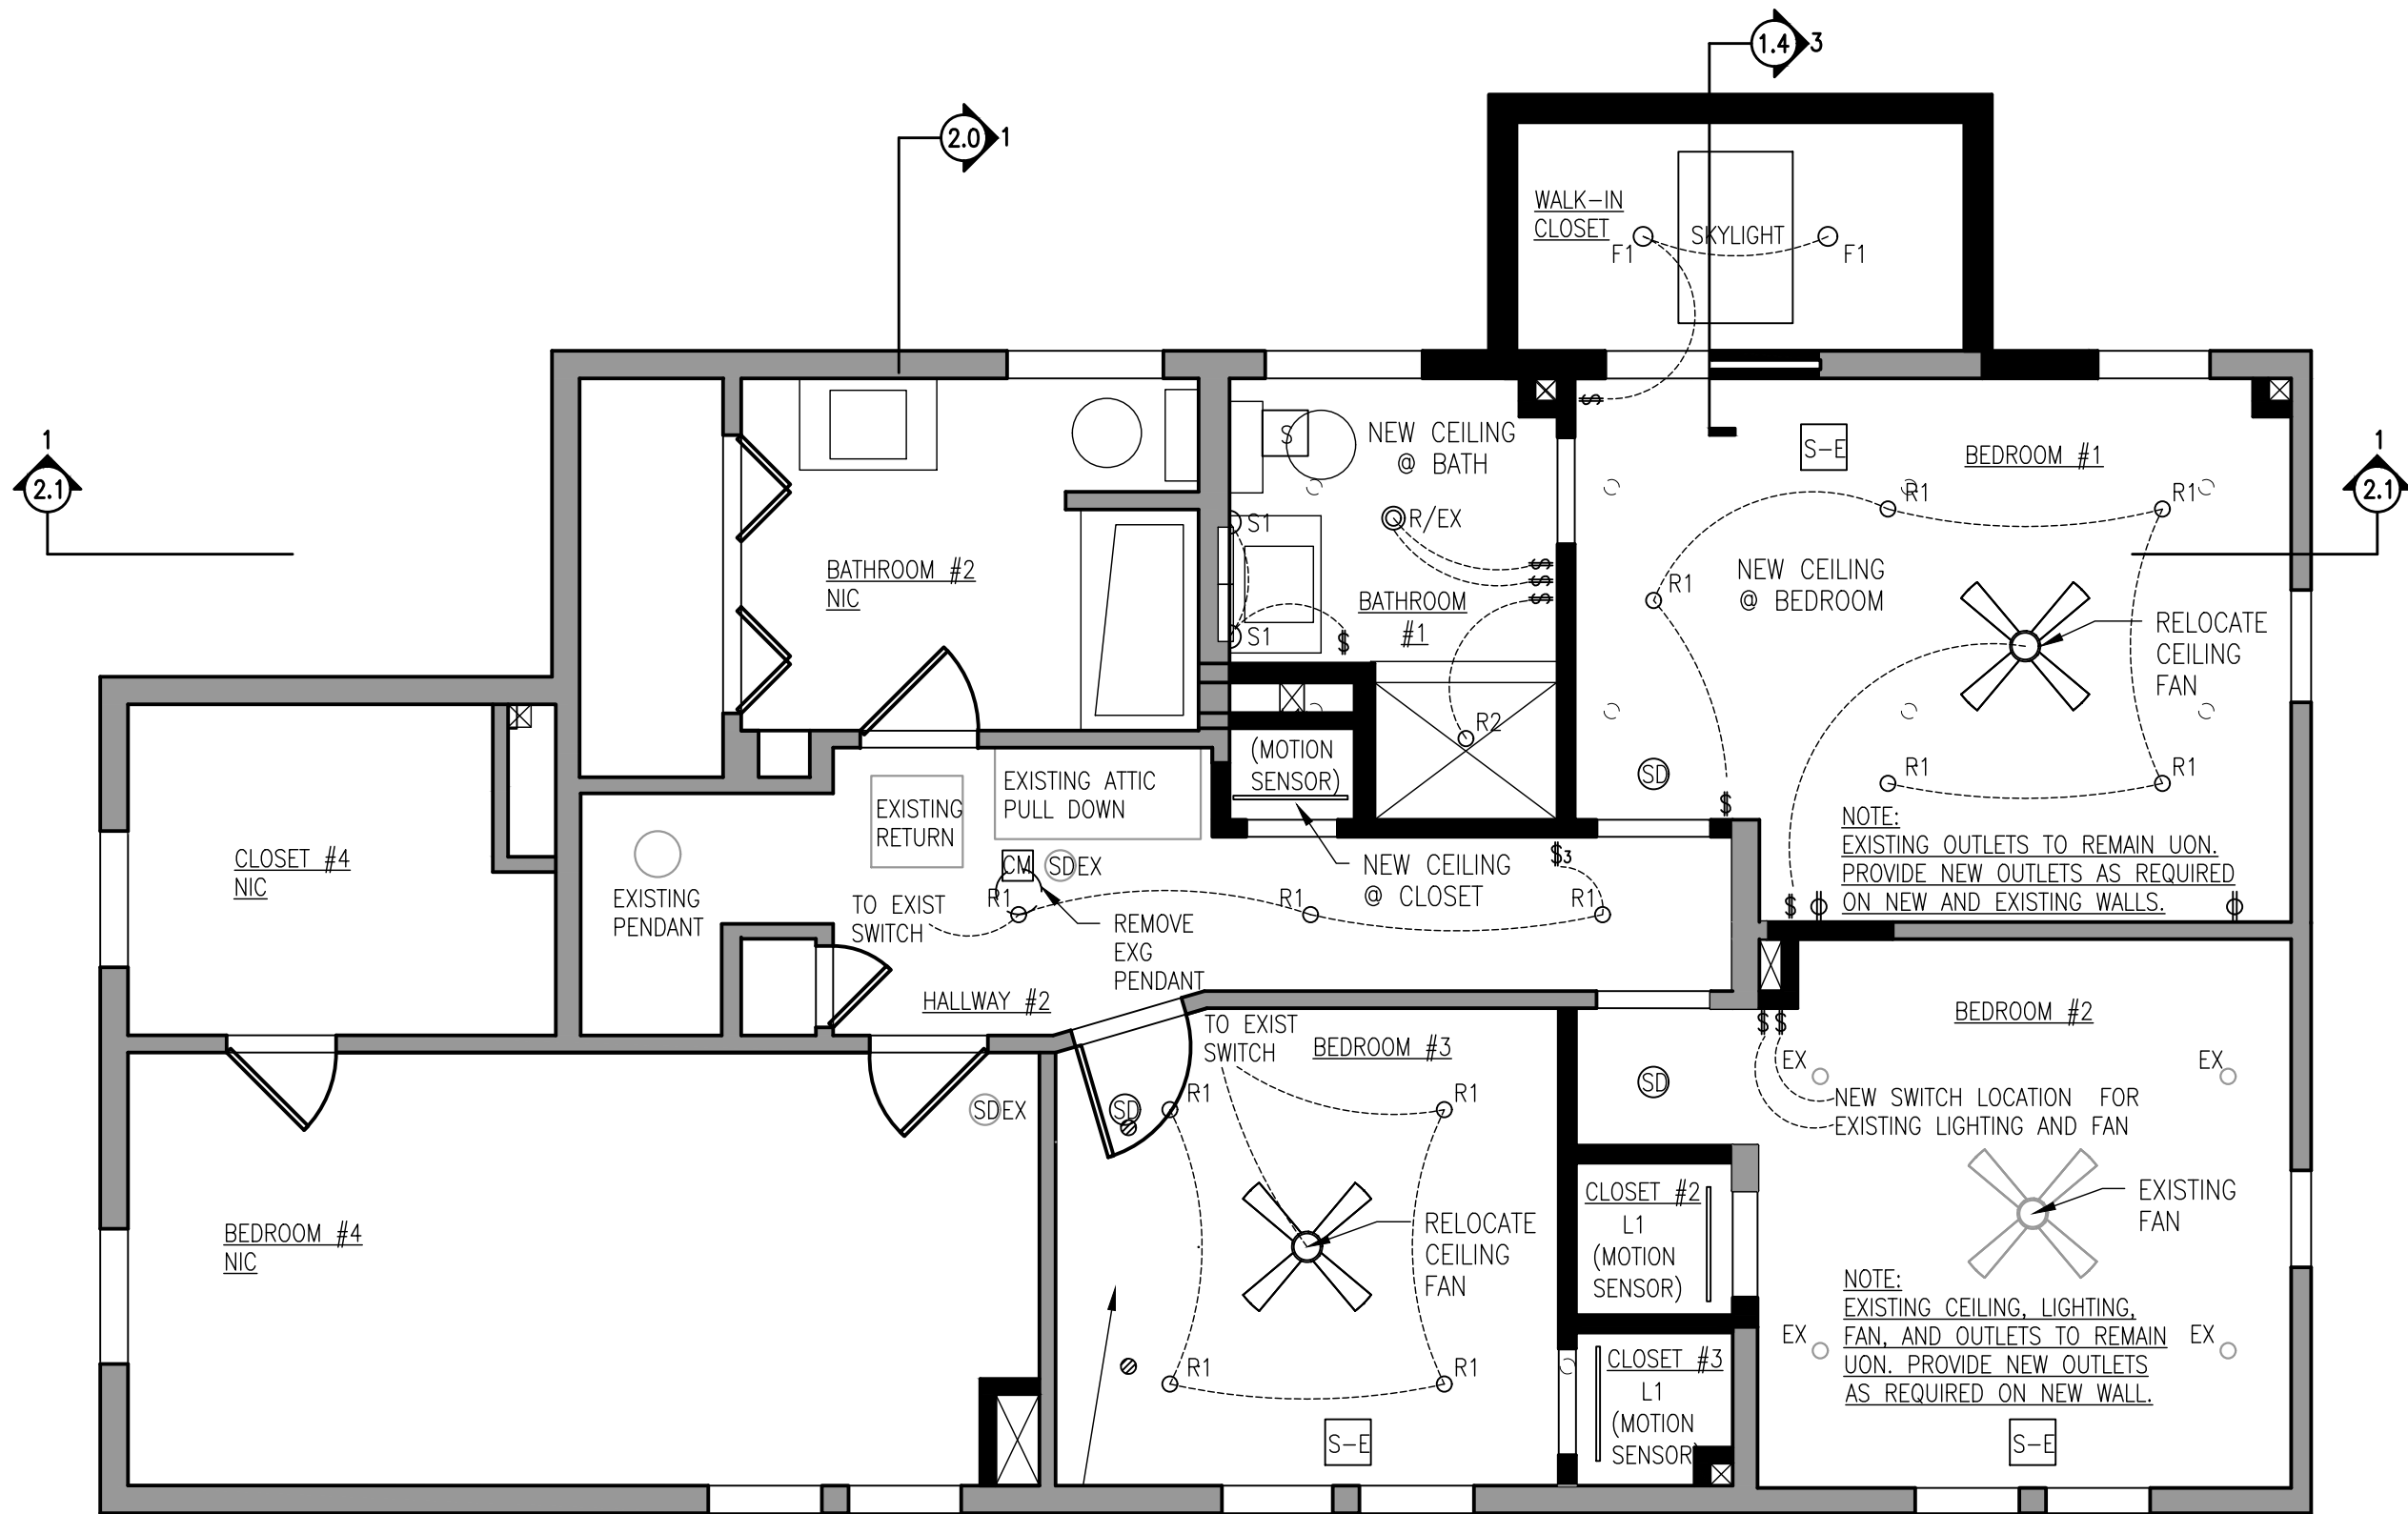 1.4
3
2.0
1
WALK-IN
CLOSET
SKYLIGHT
F1
F1
1
2.1
1
2.1
S
NEW CEILING
@ BATH
S-E
BEDROOM #1
R1
R1
S1
R/EX
BATHROOM #2
NIC
$
$
$
$
NEW CEILING
@ BEDROOM
R1
BATHROOM
#1
S1
$
RELOCATE
CEILING
FAN
R2
(MOTION
SENSOR)
SD
R1
R1
EXISTING ATTIC
PULL DOWN
EXISTING
RETURN
$
NOTE:
EXISTING OUTLETS TO REMAIN UON.
PROVIDE NEW OUTLETS AS REQUIRED
ON NEW AND EXISTING WALLS.
CLOSET #4
NIC
CM
SDEX
NEW CEILING
@ CLOSET
$3
EXISTING
PENDANT
TO EXIST
SWITCH
R1
R1
R1
$
REMOVE
EXG
PENDANT
HALLWAY #2
BEDROOM #2
TO EXIST
SWITCH
BEDROOM #3
$$
EX
EX
SDEX
SD
R1
R1
SD
NEW SWITCH LOCATION FOR
EXISTING LIGHTING AND FAN
CLOSET #2
L1
(MOTION
SENSOR)
EXISTING
FAN
BEDROOM #4
NIC
RELOCATE
CEILING
FAN
NOTE:
EXISTING CEILING, LIGHTING,
FAN, AND OUTLETS TO REMAIN
UON. PROVIDE NEW OUTLETS
AS REQUIRED ON NEW WALL.
EX
EX
R1
R1
CLOSET #3
L1
(MOTION
SENSOR)
S-E
S-E